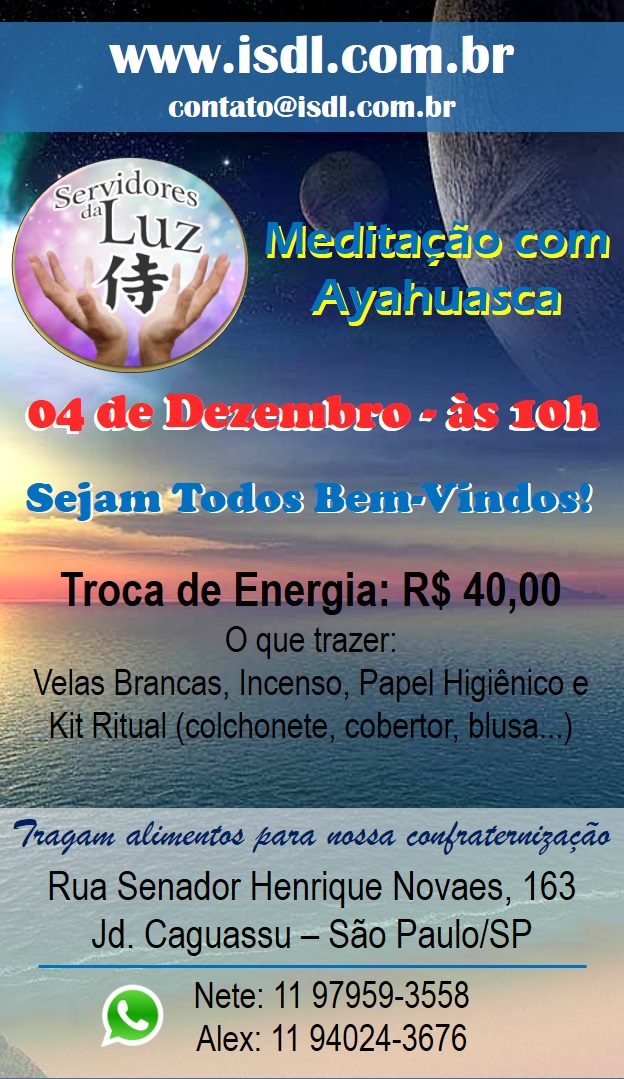 www.isdl.com.br
contato@isdl.com.br
Servidores
da
Luz
侍
Meditação com
Ayahuasca
04 de Dezembro - às 10h
Sejam Todos Bem-Vindos!
Troca de Energia: R$ 40,00
O que trazer:
Velas Brancas, Incenso, Papel Higiênico e
Kit Ritual (colchonete, cobertor, blusa...)
Tragam alimentos para nossa confraternização
Rua Senador Henrique Novaes, 163
Jd. Caguassu – São Paulo/SP
Nete: 11 97959-3558
Alex: 11 94024-3676